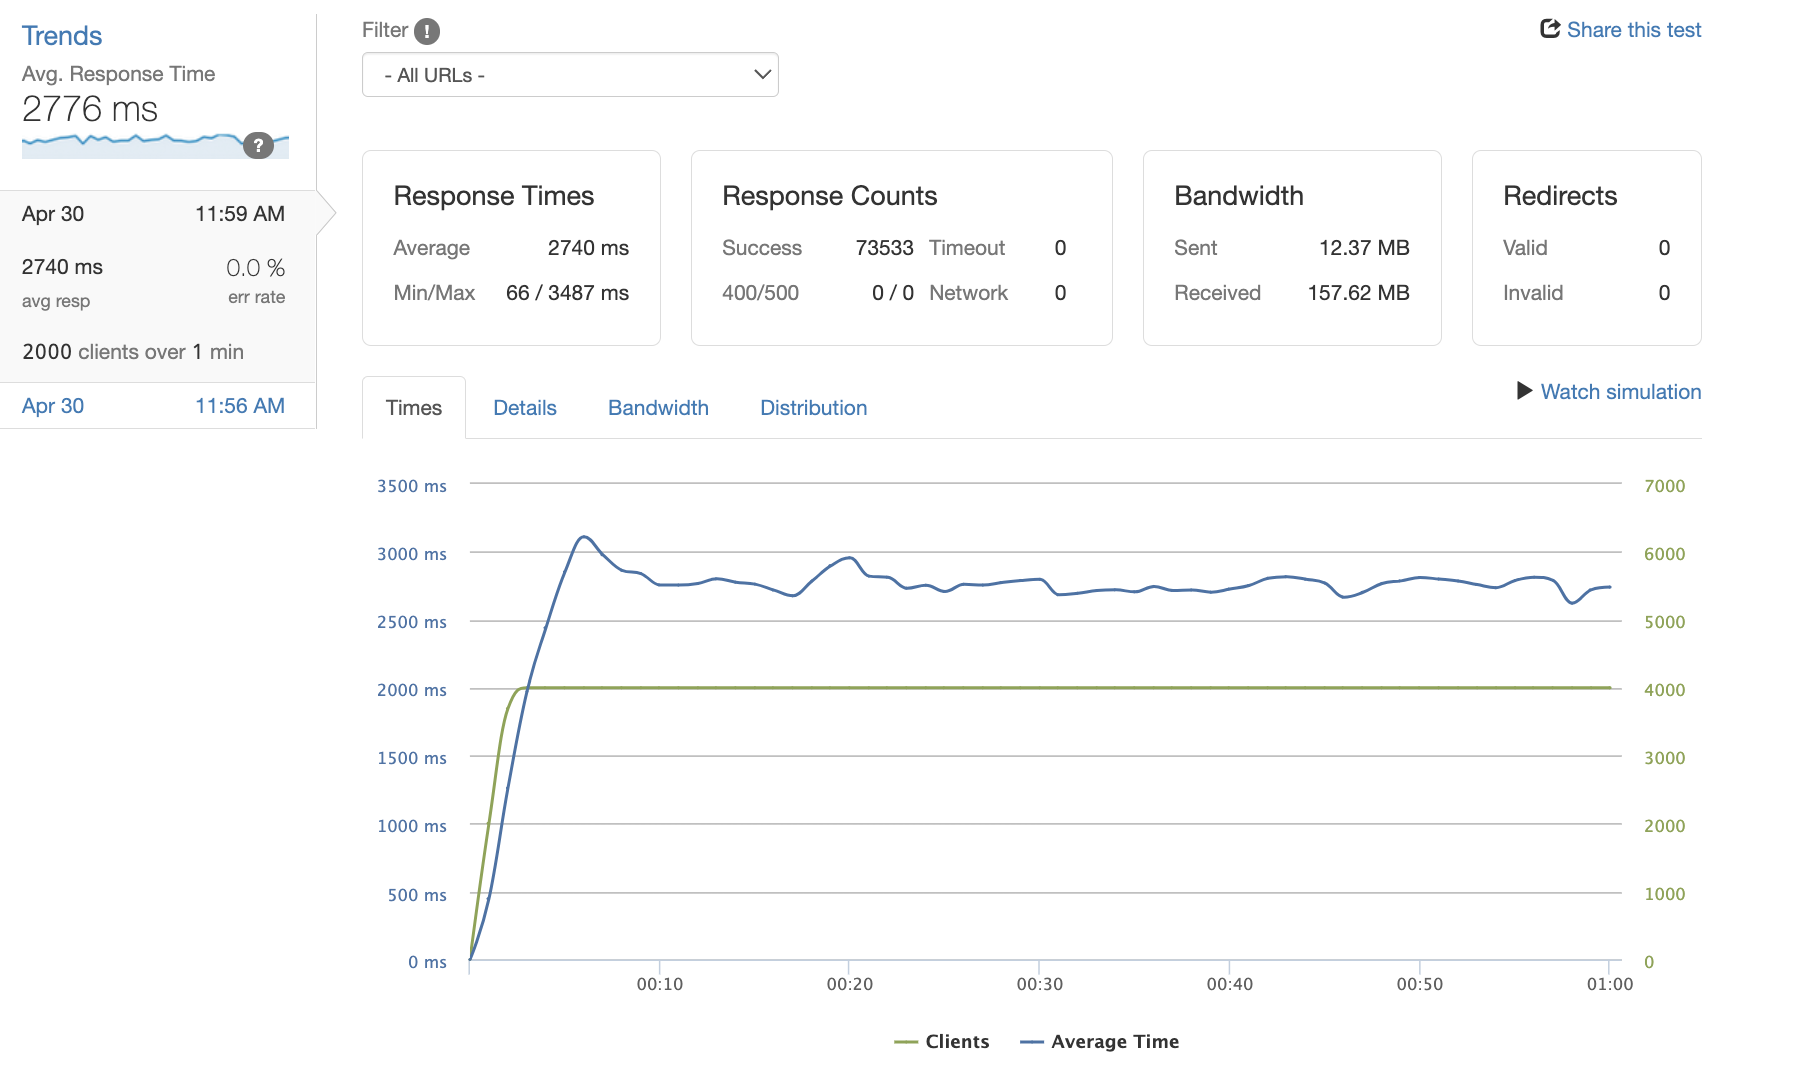 Trends
Avg. Response Time
2776 ms
?
Apr 30 11:59 AM
2740 ms 0.0 %
avg resp err rate
2000 clients over 1 min
Apr 30 11:56 AM
Filter !
- All URLs -
Share this test
Response Times
Average 2740 ms
Min/Max 66 / 3487 ms
Response Counts
Success 73533 Timeout 0
400/500 0 / 0 Network 0
Bandwidth
Sent 12.37 MB
Received 157.62 MB
Redirects
Valid 0
Invalid 0
Times Details Bandwidth Distribution
Watch simulation
3500 ms 7000
3000 ms 6000
2500 ms 5000
2000 ms 4000
1500 ms 3000
1000 ms 2000
500 ms 1000
0 ms 0
00:10 00:20 00:30 00:40 00:50 01:00
Clients Average Time